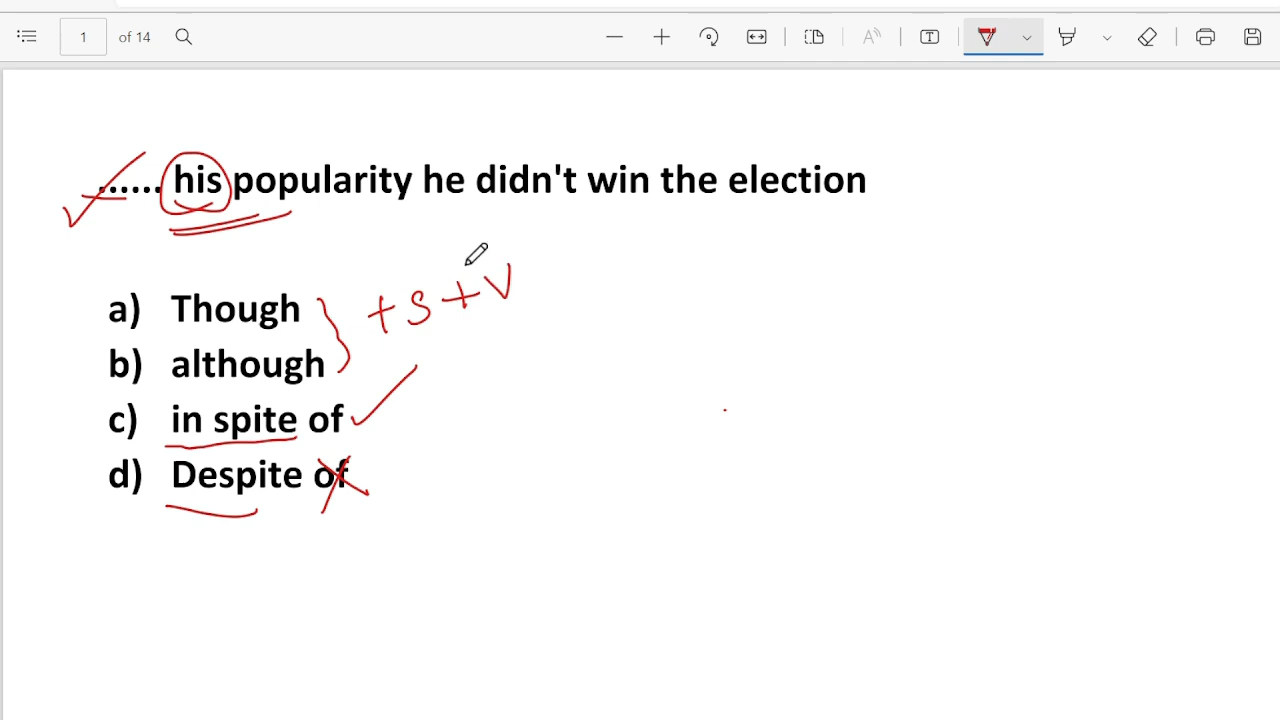 1 of 14
...... his popularity he didn't win the election
a) Though
+ S + V
b) although
c) in spite of
d) Despite of